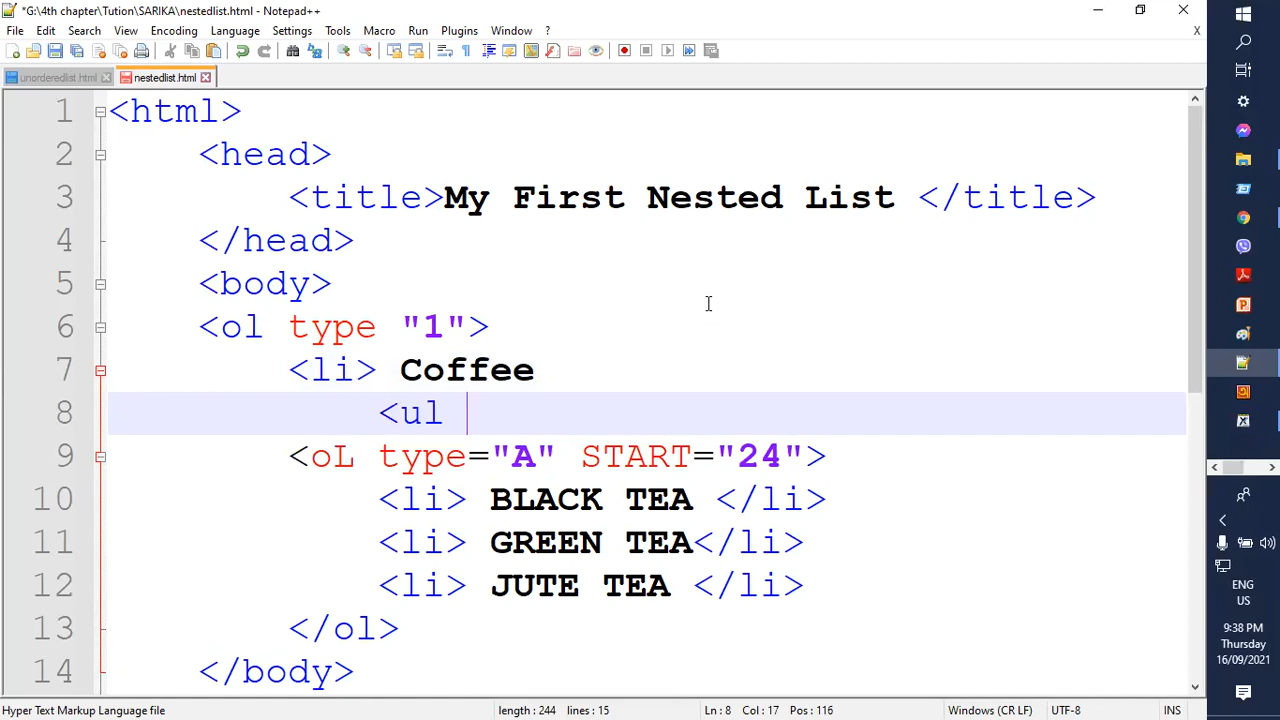 *G:\4th chapter\Tution\SARIKA\nestedlist.html - Notepad++
File Edit Search View Encoding Language Settings Tools Macro Run Plugins Window ? X
unorderedlist.html nestedlist.html
1 <html>
2 <head>
3 <title>My First Nested List </title>
4 </head>
5 <body>
6 <ol type "1">
7 <li> Coffee
8 <ul
9 <oL type="A" START="24">
10 <li> BLACK TEA </li>
11 <li> GREEN TEA</li>
12 <li> JUTE TEA </li>
13 </ol>
14 </body>
Hyper Text Markup Language file length : 244 lines : 15 Ln : 8 Col : 17 Pos : 116 Windows (CR LF) UTF-8 INS
ENG
US
9:38 PM
Thursday
16/09/2021